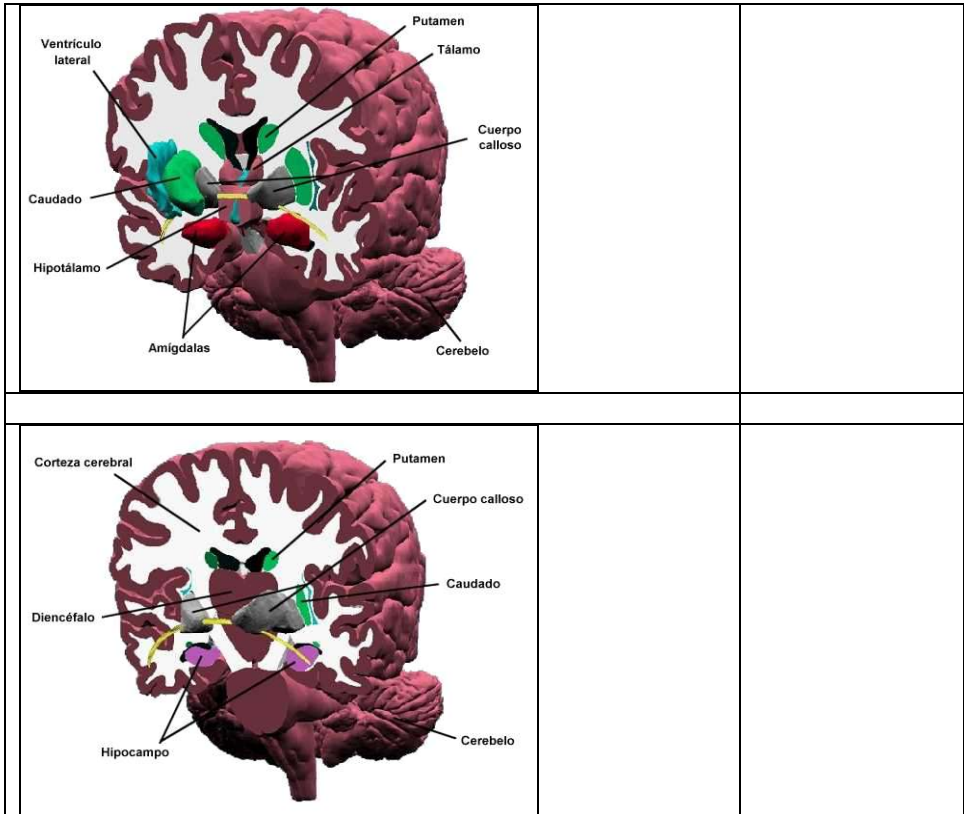 Putamen
Ventrículo
lateral
Tálamo
Cuerpo
calloso
Caudado
Hipotálamo
Amígdalas
Cerebelo
Corteza cerebral
Putamen
Cuerpo calloso
Caudado
Diencéfalo
Hipocampo
Cerebelo